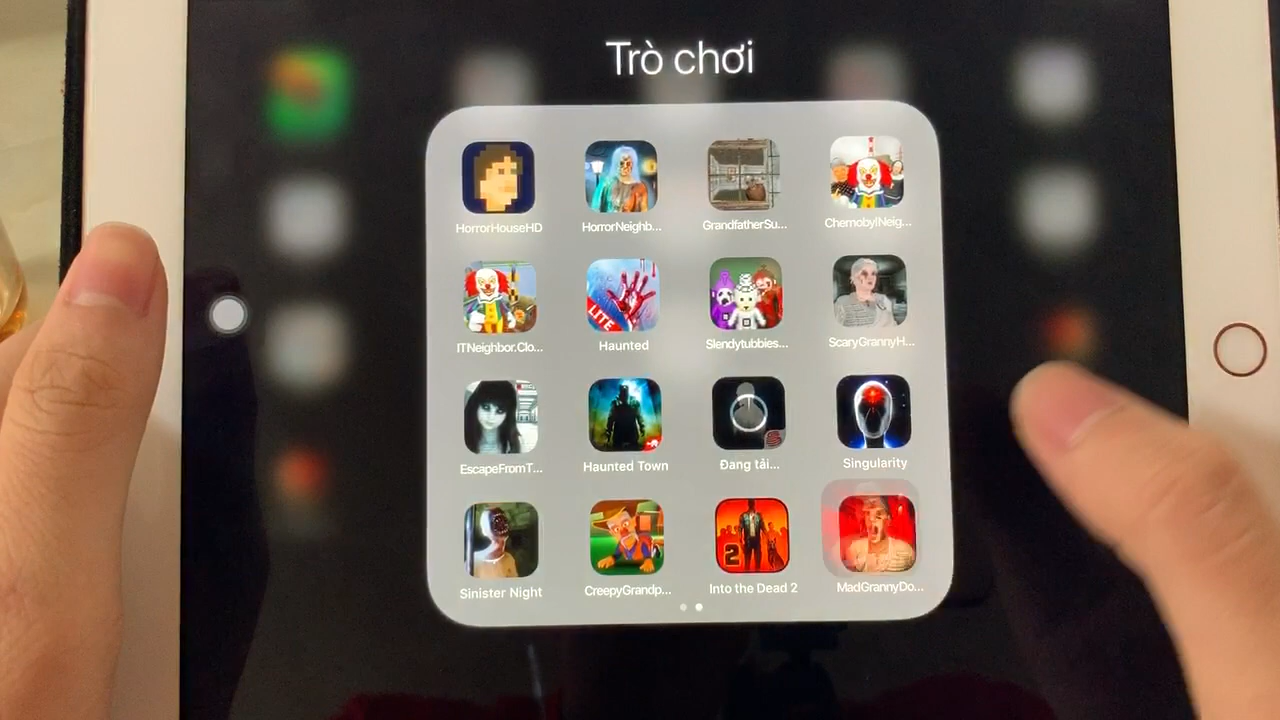 Trò chơi
HorrorHouseHD
HorrorNeighb...
GrandfatherSu...
ChernobylNeig...
LITE
ITNeighbor.Clo...
Haunted
Slendytubbies...
ScaryGrannyH...
EscapeFromT...
Haunted Town
Đang tải...
Singularity
2
Sinister Night
CreepyGrandp...
Into the Dead 2
MadGrannyDo...